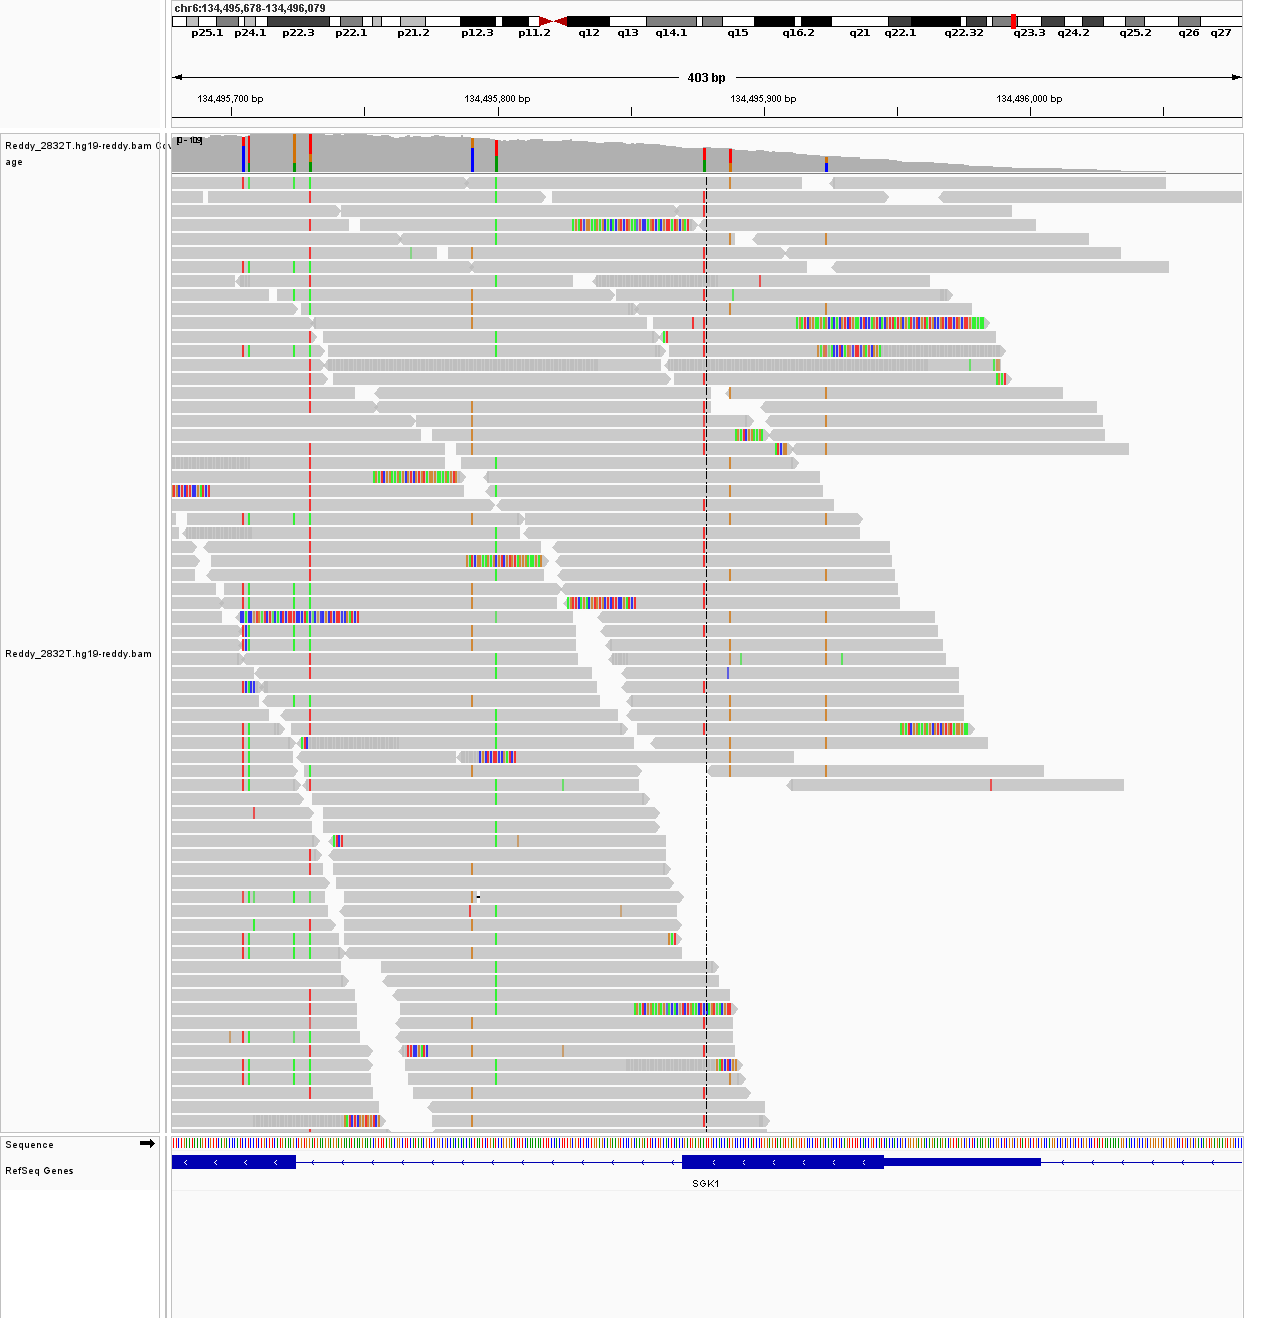 chr6:134,495,678-134,496,079
p25.1 p24.1 p22.3 p22.1 p21.2 p12.3 p11.2 q12 q13 q14.1 q15 q16.2 q21 q22.1 q22.32 q23.3 q24.2 q25.2 q26 q27
403 bp
134,495,700 bp 134,495,800 bp 134,495,900 bp 134,496,000 bp
[0 - 109]
Reddy_2832T.hg19-reddy.bam Cov
age
Reddy_2832T.hg19-reddy.bam
Sequence
RefSeq Genes
SGK1